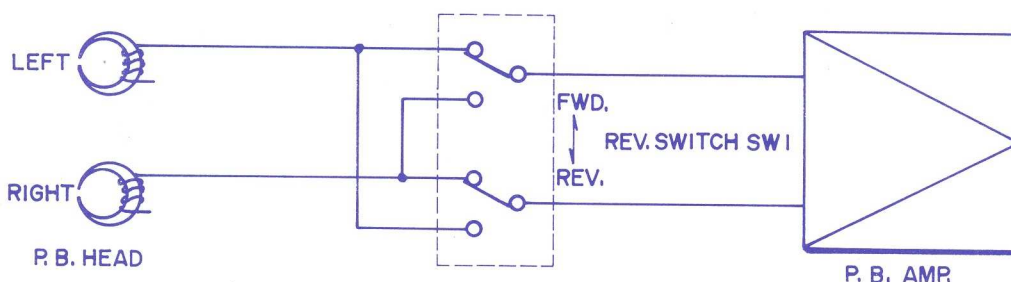 LEFT
FWD.
REV. SWITCH SW1
REV.
RIGHT
P.B. HEAD
P.B. AMP.